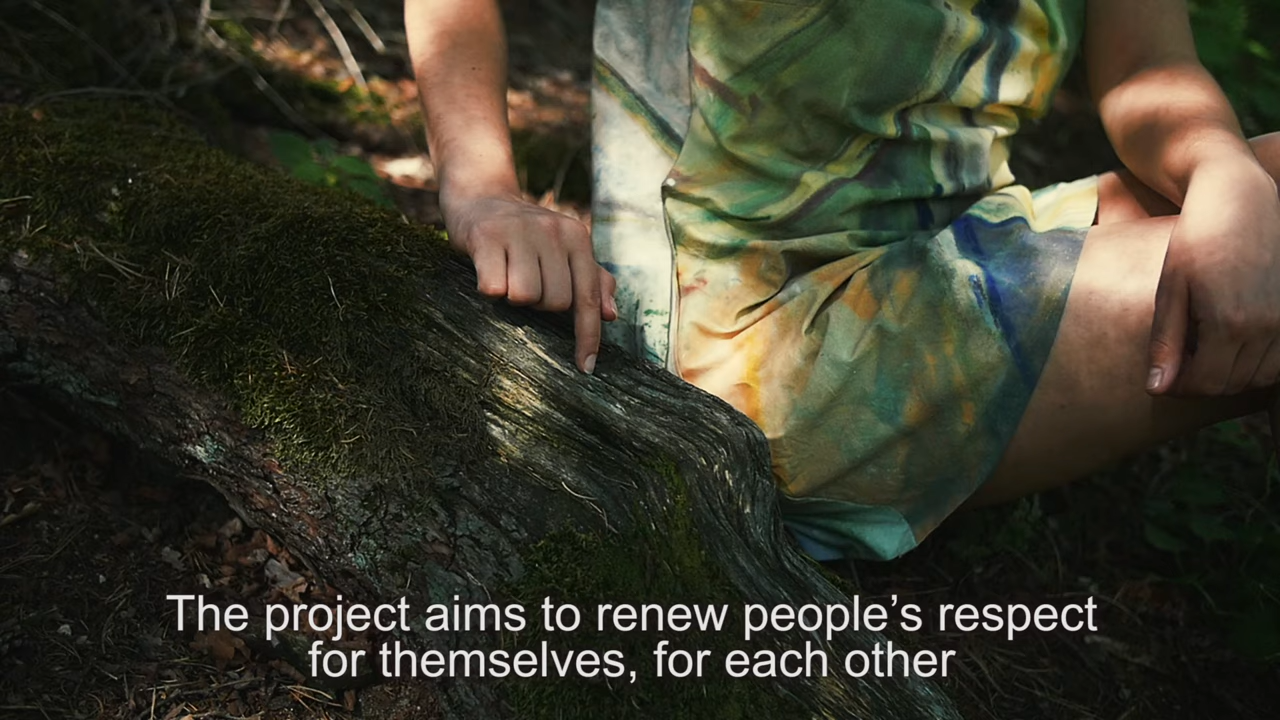 The project aims to renew people’s respect
for themselves, for each other